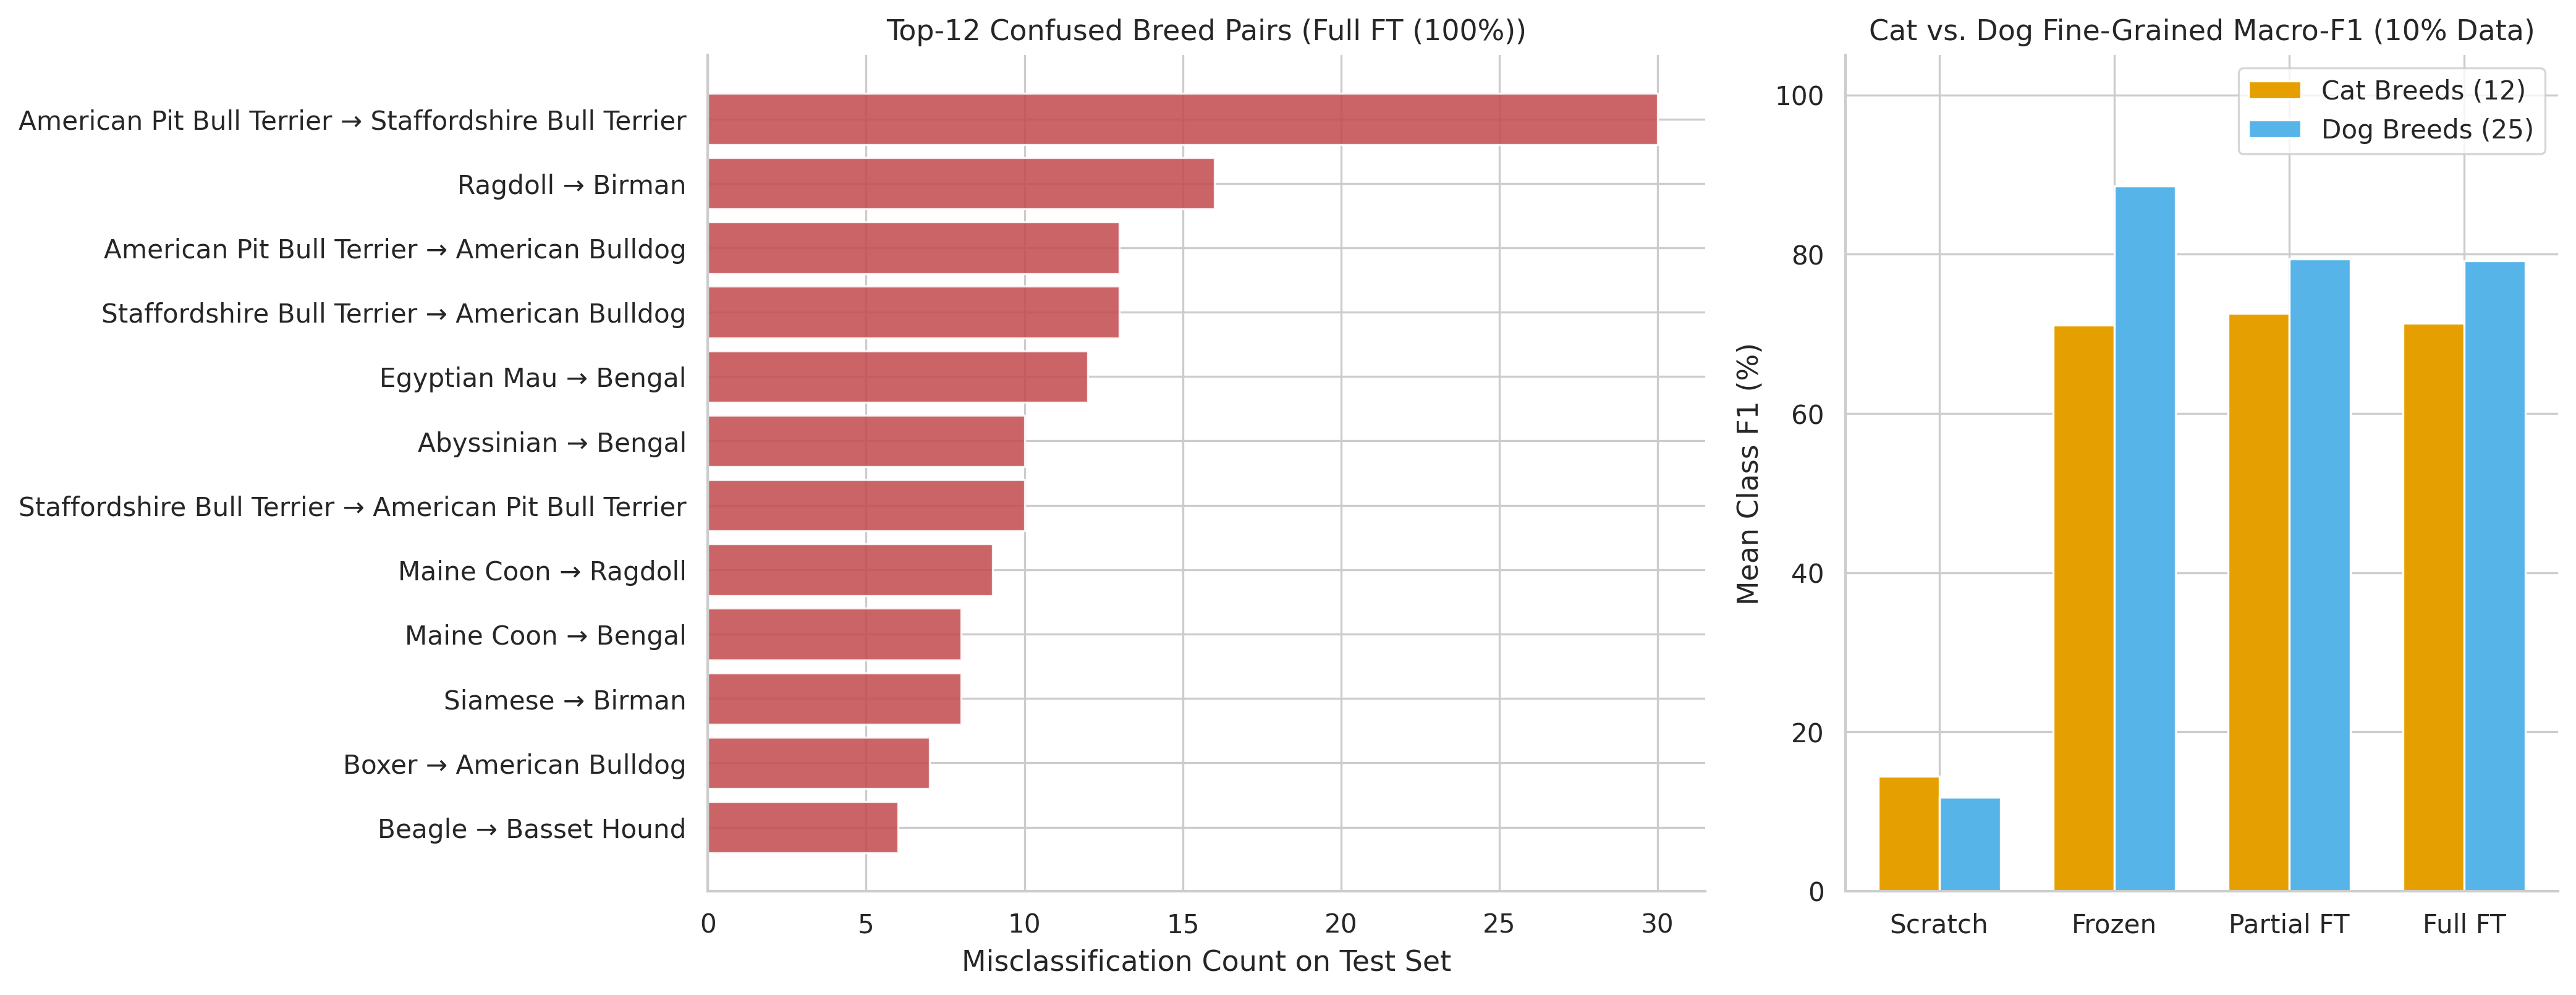 Top-12 Confused Breed Pairs (Full FT (100%))
American Pit Bull Terrier → Staffordshire Bull Terrier
Ragdoll → Birman
American Pit Bull Terrier → American Bulldog
Staffordshire Bull Terrier → American Bulldog
Egyptian Mau → Bengal
Abyssinian → Bengal
Staffordshire Bull Terrier → American Pit Bull Terrier
Maine Coon → Ragdoll
Maine Coon → Bengal
Siamese → Birman
Boxer → American Bulldog
Beagle → Basset Hound
0 5 10 15 20 25 30
Misclassification Count on Test Set
Cat vs. Dog Fine-Grained Macro-F1 (10% Data)
Cat Breeds (12)
Dog Breeds (25)
Mean Class F1 (%)
100
80
60
40
20
0
Scratch Frozen Partial FT Full FT